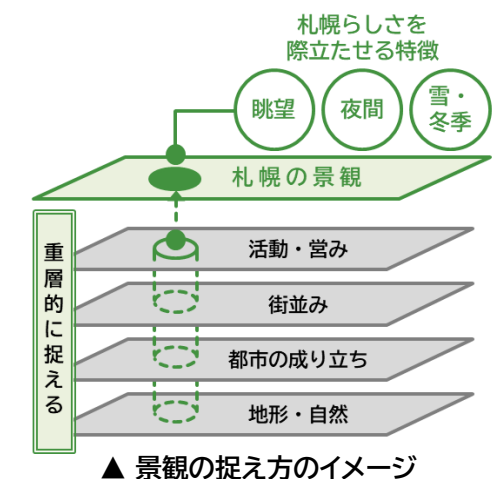 札幌らしさを
際立たせる特徴
眺望
夜間
雪・
冬季
札幌の景観
重層的に捉える
活動・営み
街並み
都市の成り立ち
地形・自然
▲ 景観の捉え方のイメージ